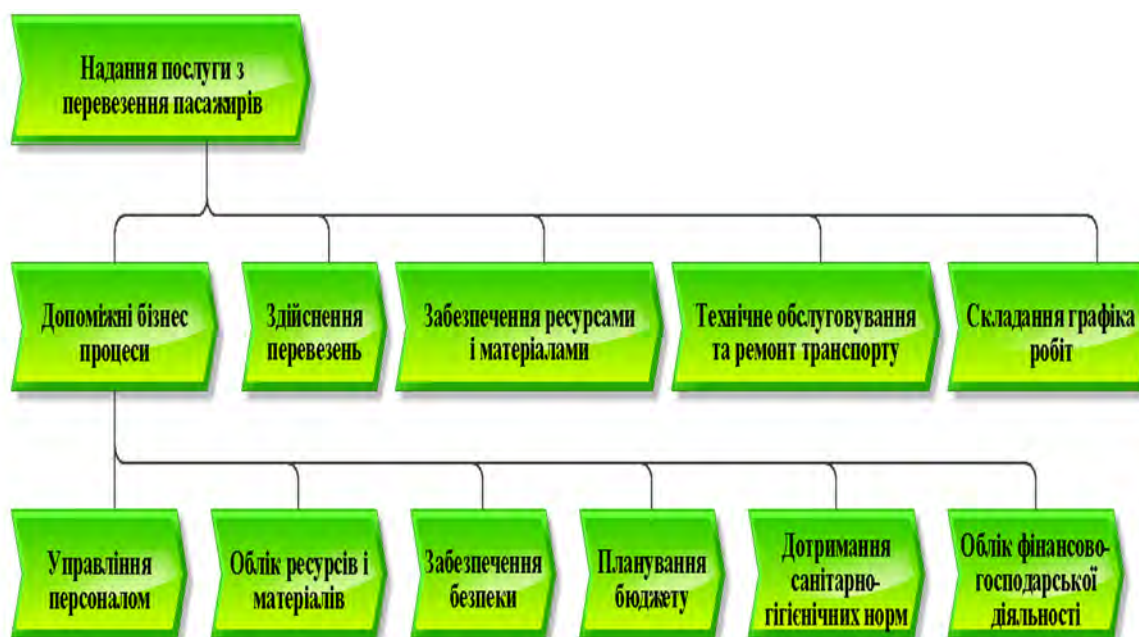 Надання послуги з
перевезення пасажирів
Допоміжні бізнес
процеси
Здійснення
перевезень
Забезпечення ресурсами
і матеріалами
Технічне обслуговування
та ремонт транспорту
Складання графіка
робіт
Управління
персоналом
Облік ресурсів і
матеріалів
Забезпечення
безпеки
Планування
бюджету
Дотримання
санітарно-
гігієнічних норм
Облік фінансово-
господарської
діяльності